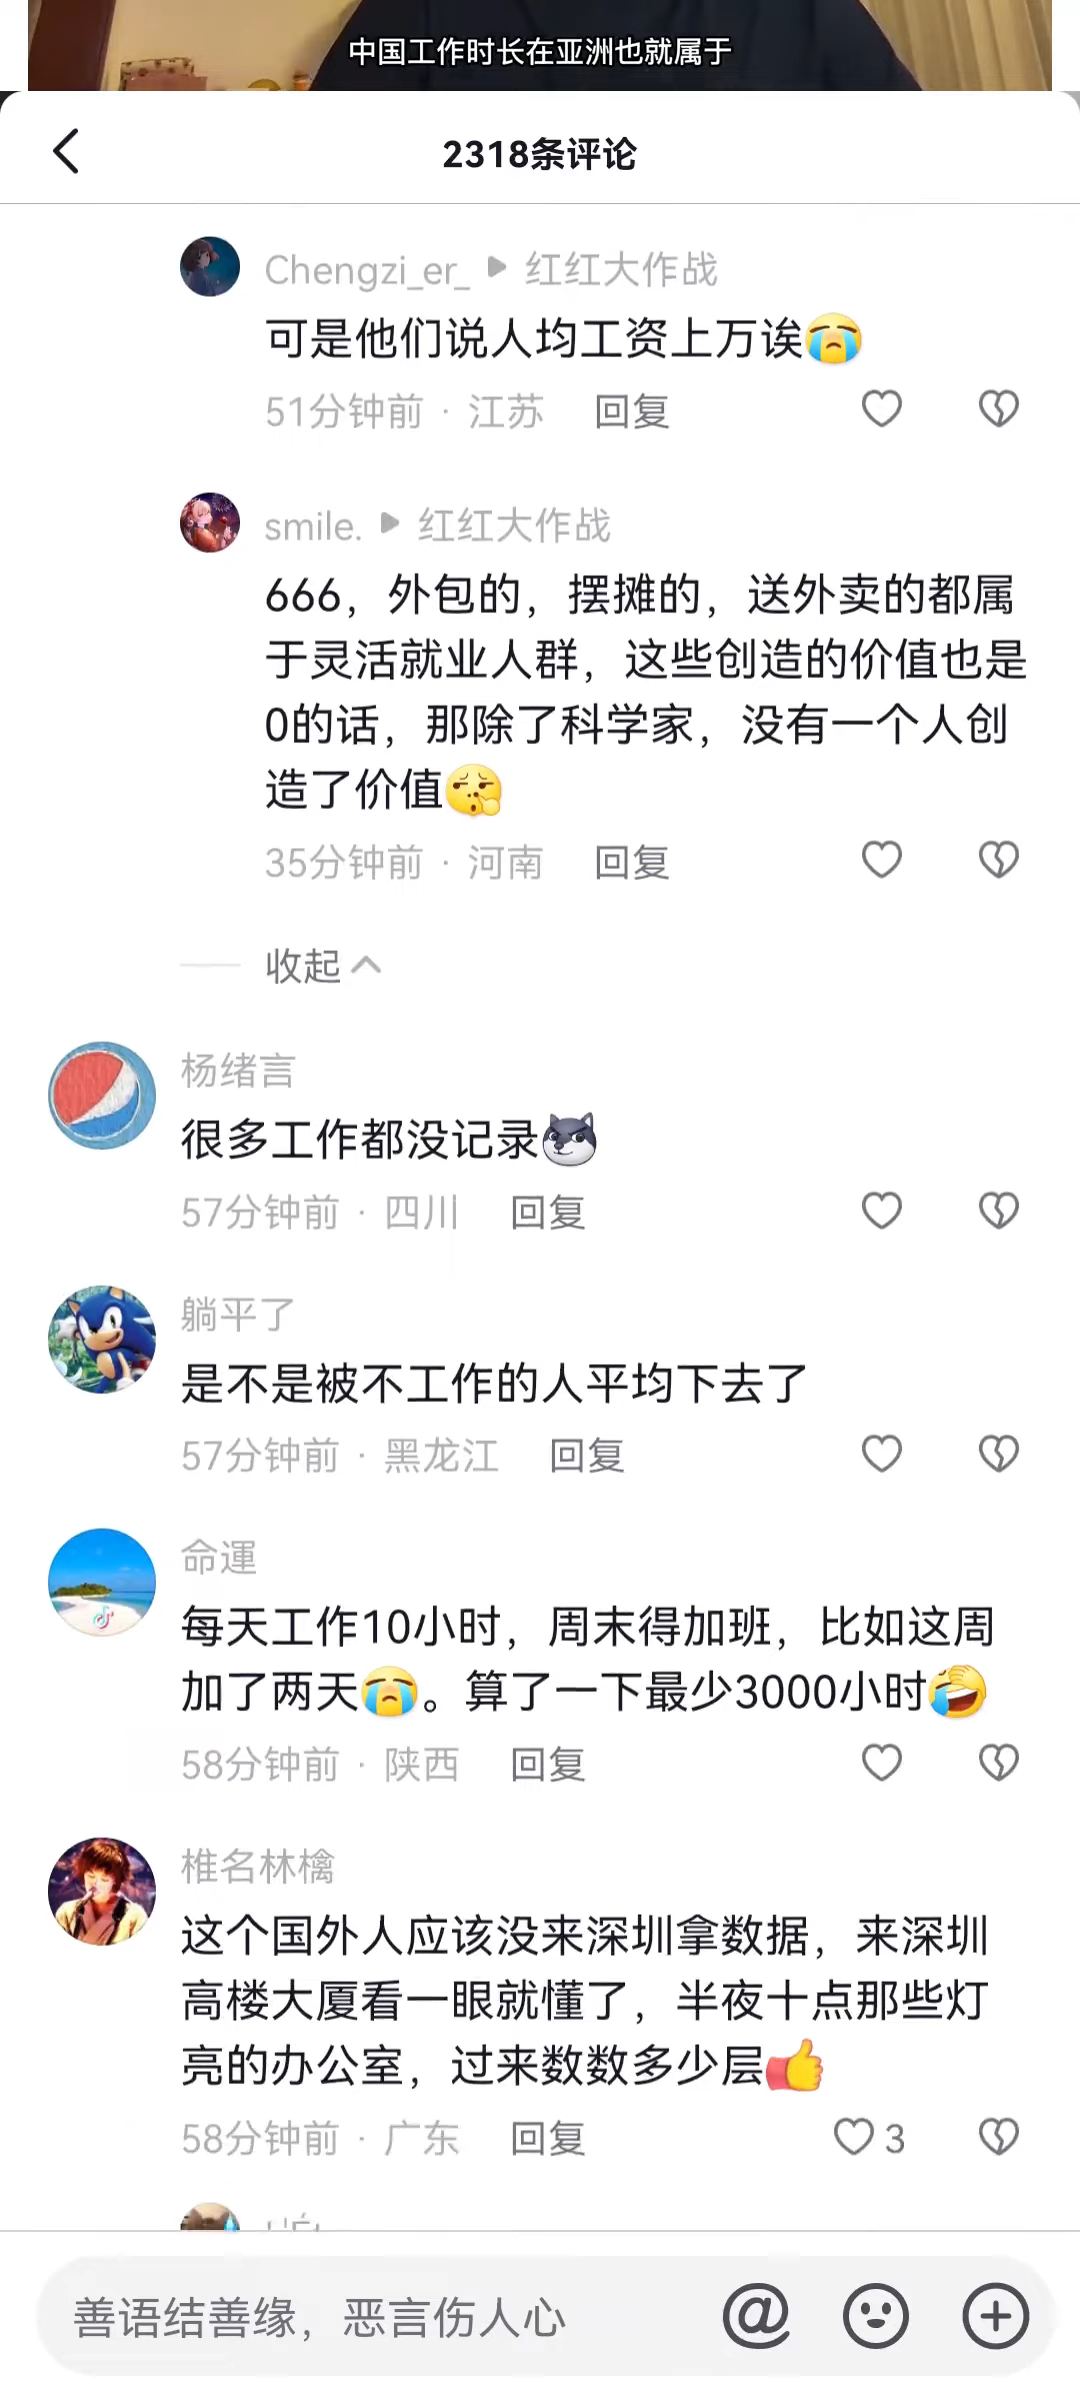 中国工作时长在亚洲也就属于
2318条评论
Chengzi_er_ ▶ 红红大作战
可是他们说人均工资上万诶😭
51分钟前 · 江苏 回复
smile. ▶ 红红大作战
666，外包的，摆摊的，送外卖的都属
于灵活就业人群，这些创造的价值也是
0的话，那除了科学家，没有一个人创
造了价值
35分钟前 · 河南 回复
收起
杨绪言
很多工作都没记录
57分钟前 · 四川 回复
躺平了
是不是被不工作的人平均下去了
57分钟前 · 黑龙江 回复
命運
每天工作10小时，周末得加班，比如这周
加了两天😭。算了一下最少3000小时
58分钟前 · 陕西 回复
椎名林檎
这个国外人应该没来深圳拿数据，来深圳
高楼大厦看一眼就懂了，半夜十点那些灯
亮的办公室，过来数数多少层👍
58分钟前 · 广东 回复 3
善语结善缘，恶言伤人心 @